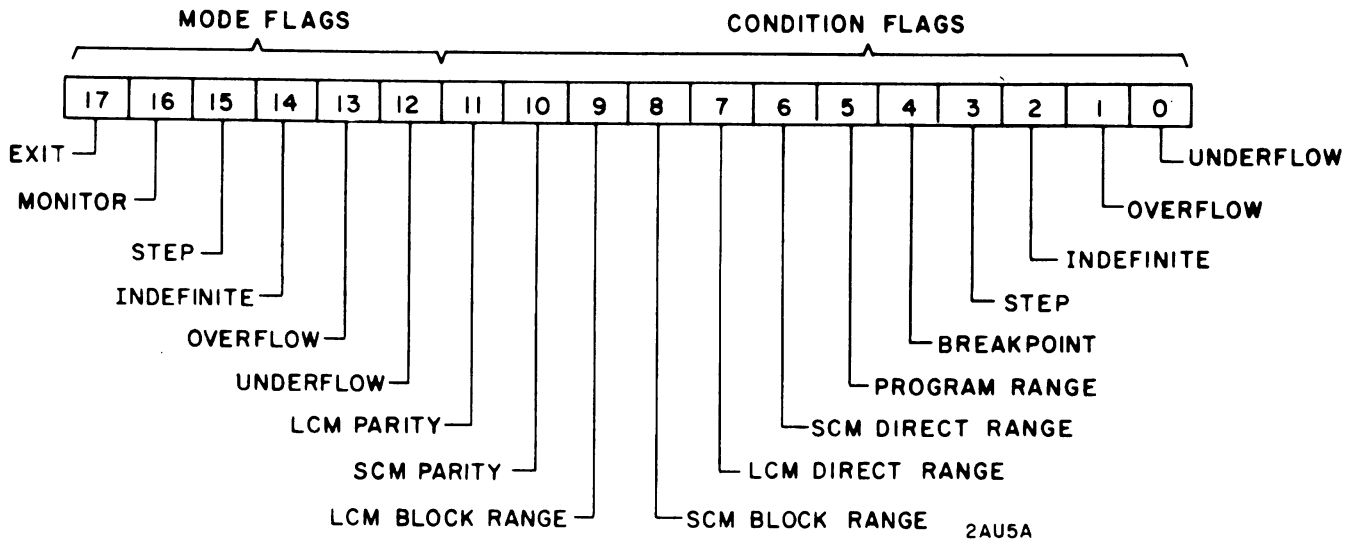 MODE FLAGS
CONDITION FLAGS
17 16 15 14 13 12 11 10 9 8 7 6 5 4 3 2 1 0
EXIT
UNDERFLOW
MONITOR
OVERFLOW
STEP
INDEFINITE
INDEFINITE
STEP
OVERFLOW
BREAKPOINT
UNDERFLOW
PROGRAM RANGE
LCM PARITY
SCM DIRECT RANGE
SCM PARITY
LCM DIRECT RANGE
LCM BLOCK RANGE
SCM BLOCK RANGE
2AU5A